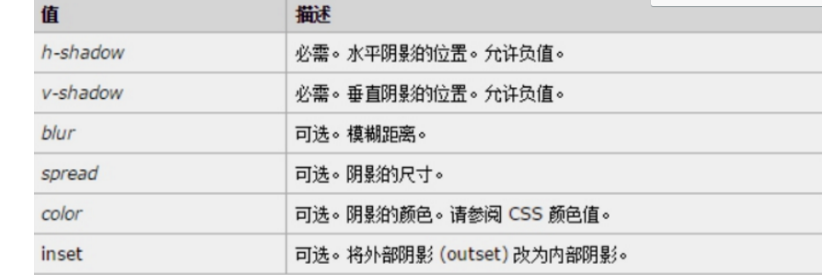 值 描述
h-shadow 必需。水平阴影的位置。允许负值。
v-shadow 必需。垂直阴影的位置。允许负值。
blur 可选。模糊距离。
spread 可选。阴影的尺寸。
color 可选。阴影的颜色。请参阅 CSS 颜色值。
inset 可选。将外部阴影 (outset) 改为内部阴影。